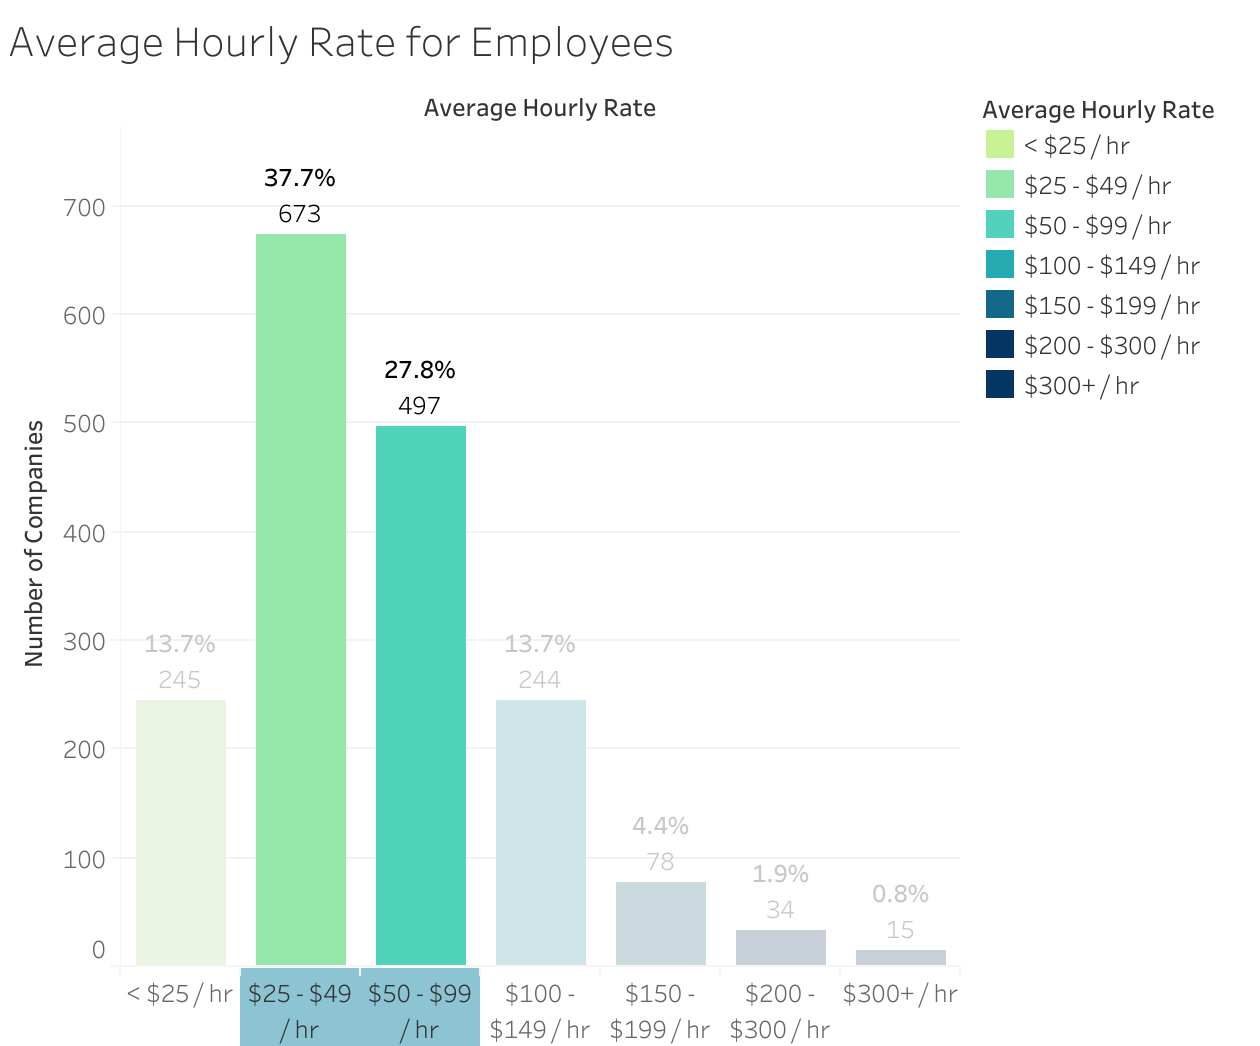 Average Hourly Rate for Employees
Average Hourly Rate
Average Hourly Rate
< $25 / hr
$25 - $49 / hr
$50 - $99 / hr
$100 - $149 / hr
$150 - $199 / hr
$200 - $300 / hr
$300+ / hr
Number of Companies
700
600
500
400
300
200
100
0
13.7%
245
37.7%
673
27.8%
497
13.7%
244
4.4%
78
1.9%
34
0.8%
15
< $25 / hr
$25 - $49
/ hr
$50 - $99
/ hr
$100 -
$149 / hr
$150 -
$199 / hr
$200 -
$300 / hr
$300+ / hr